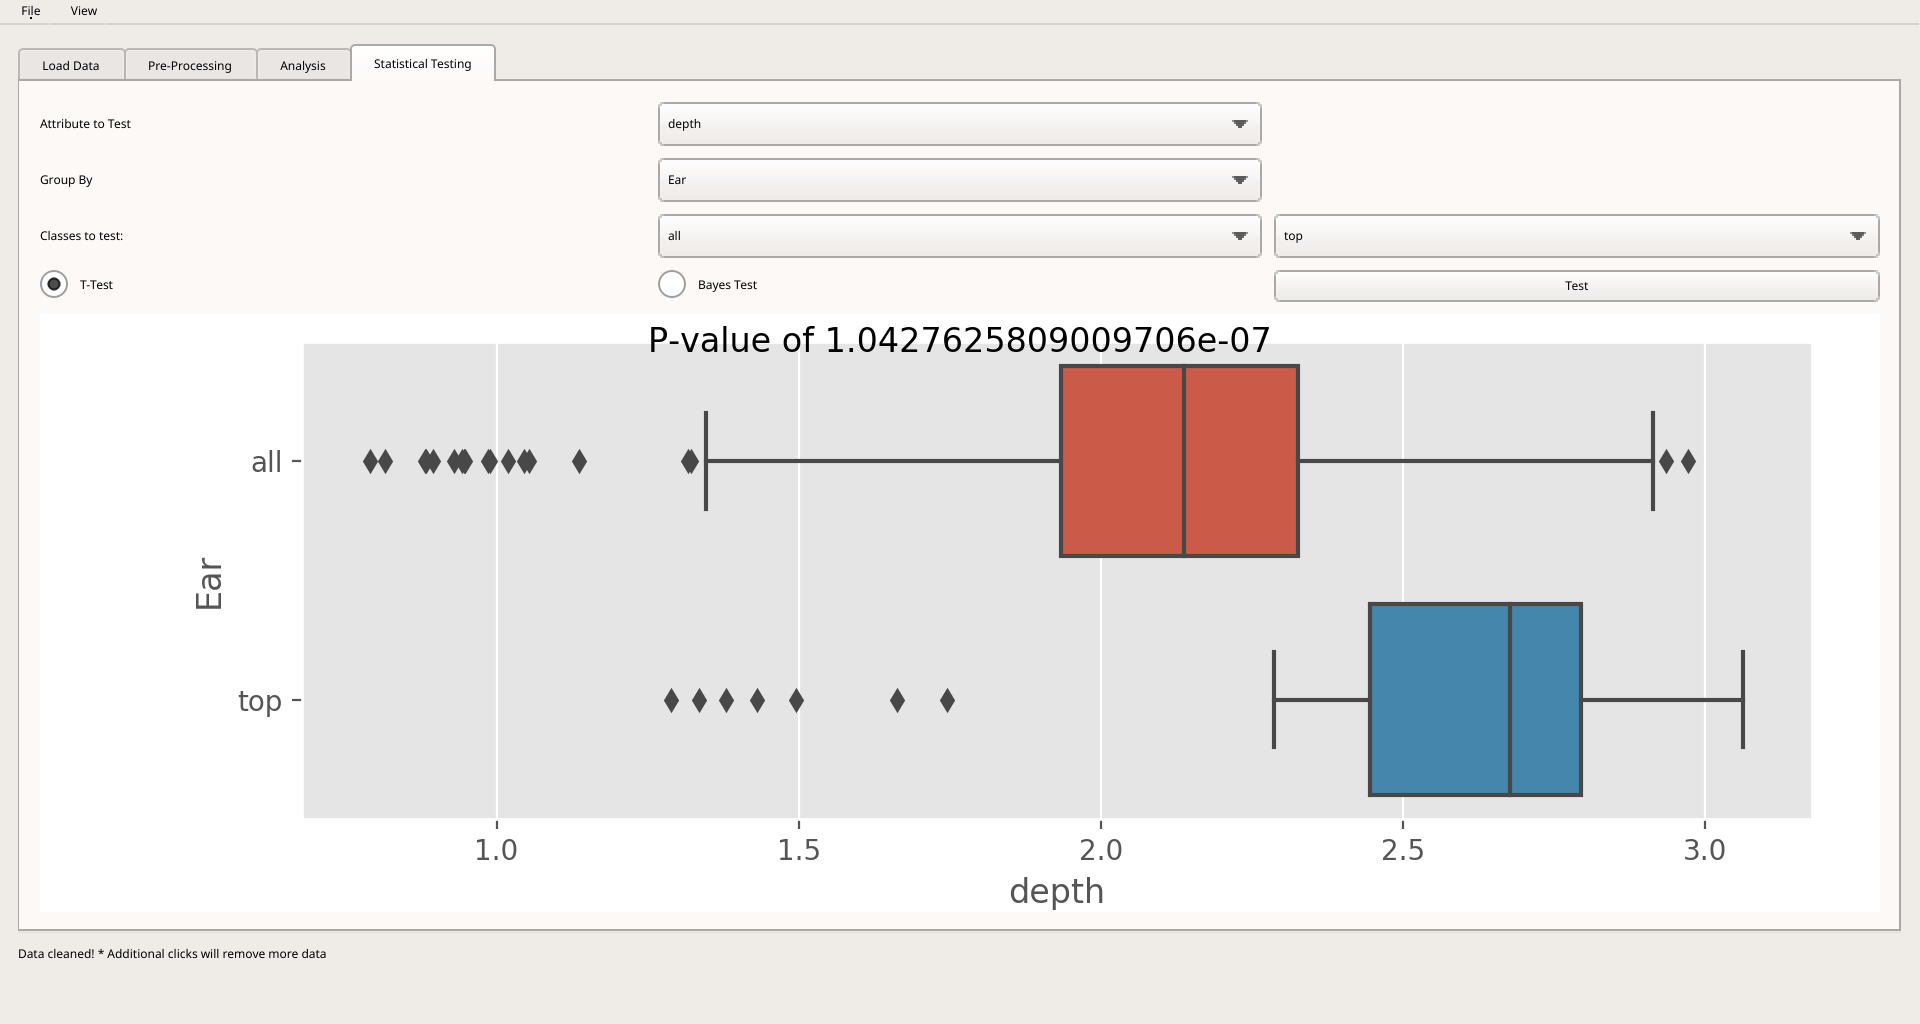 File View
Load Data Pre-Processing Analysis Statistical Testing
Attribute to Test depth
Group By Ear
Classes to test: all top
T-Test Bayes Test Test
P-value of 1.0427625809009706e-07
all
Ear
top
1.0 1.5 2.0 2.5 3.0
depth
Data cleaned! * Additional clicks will remove more data